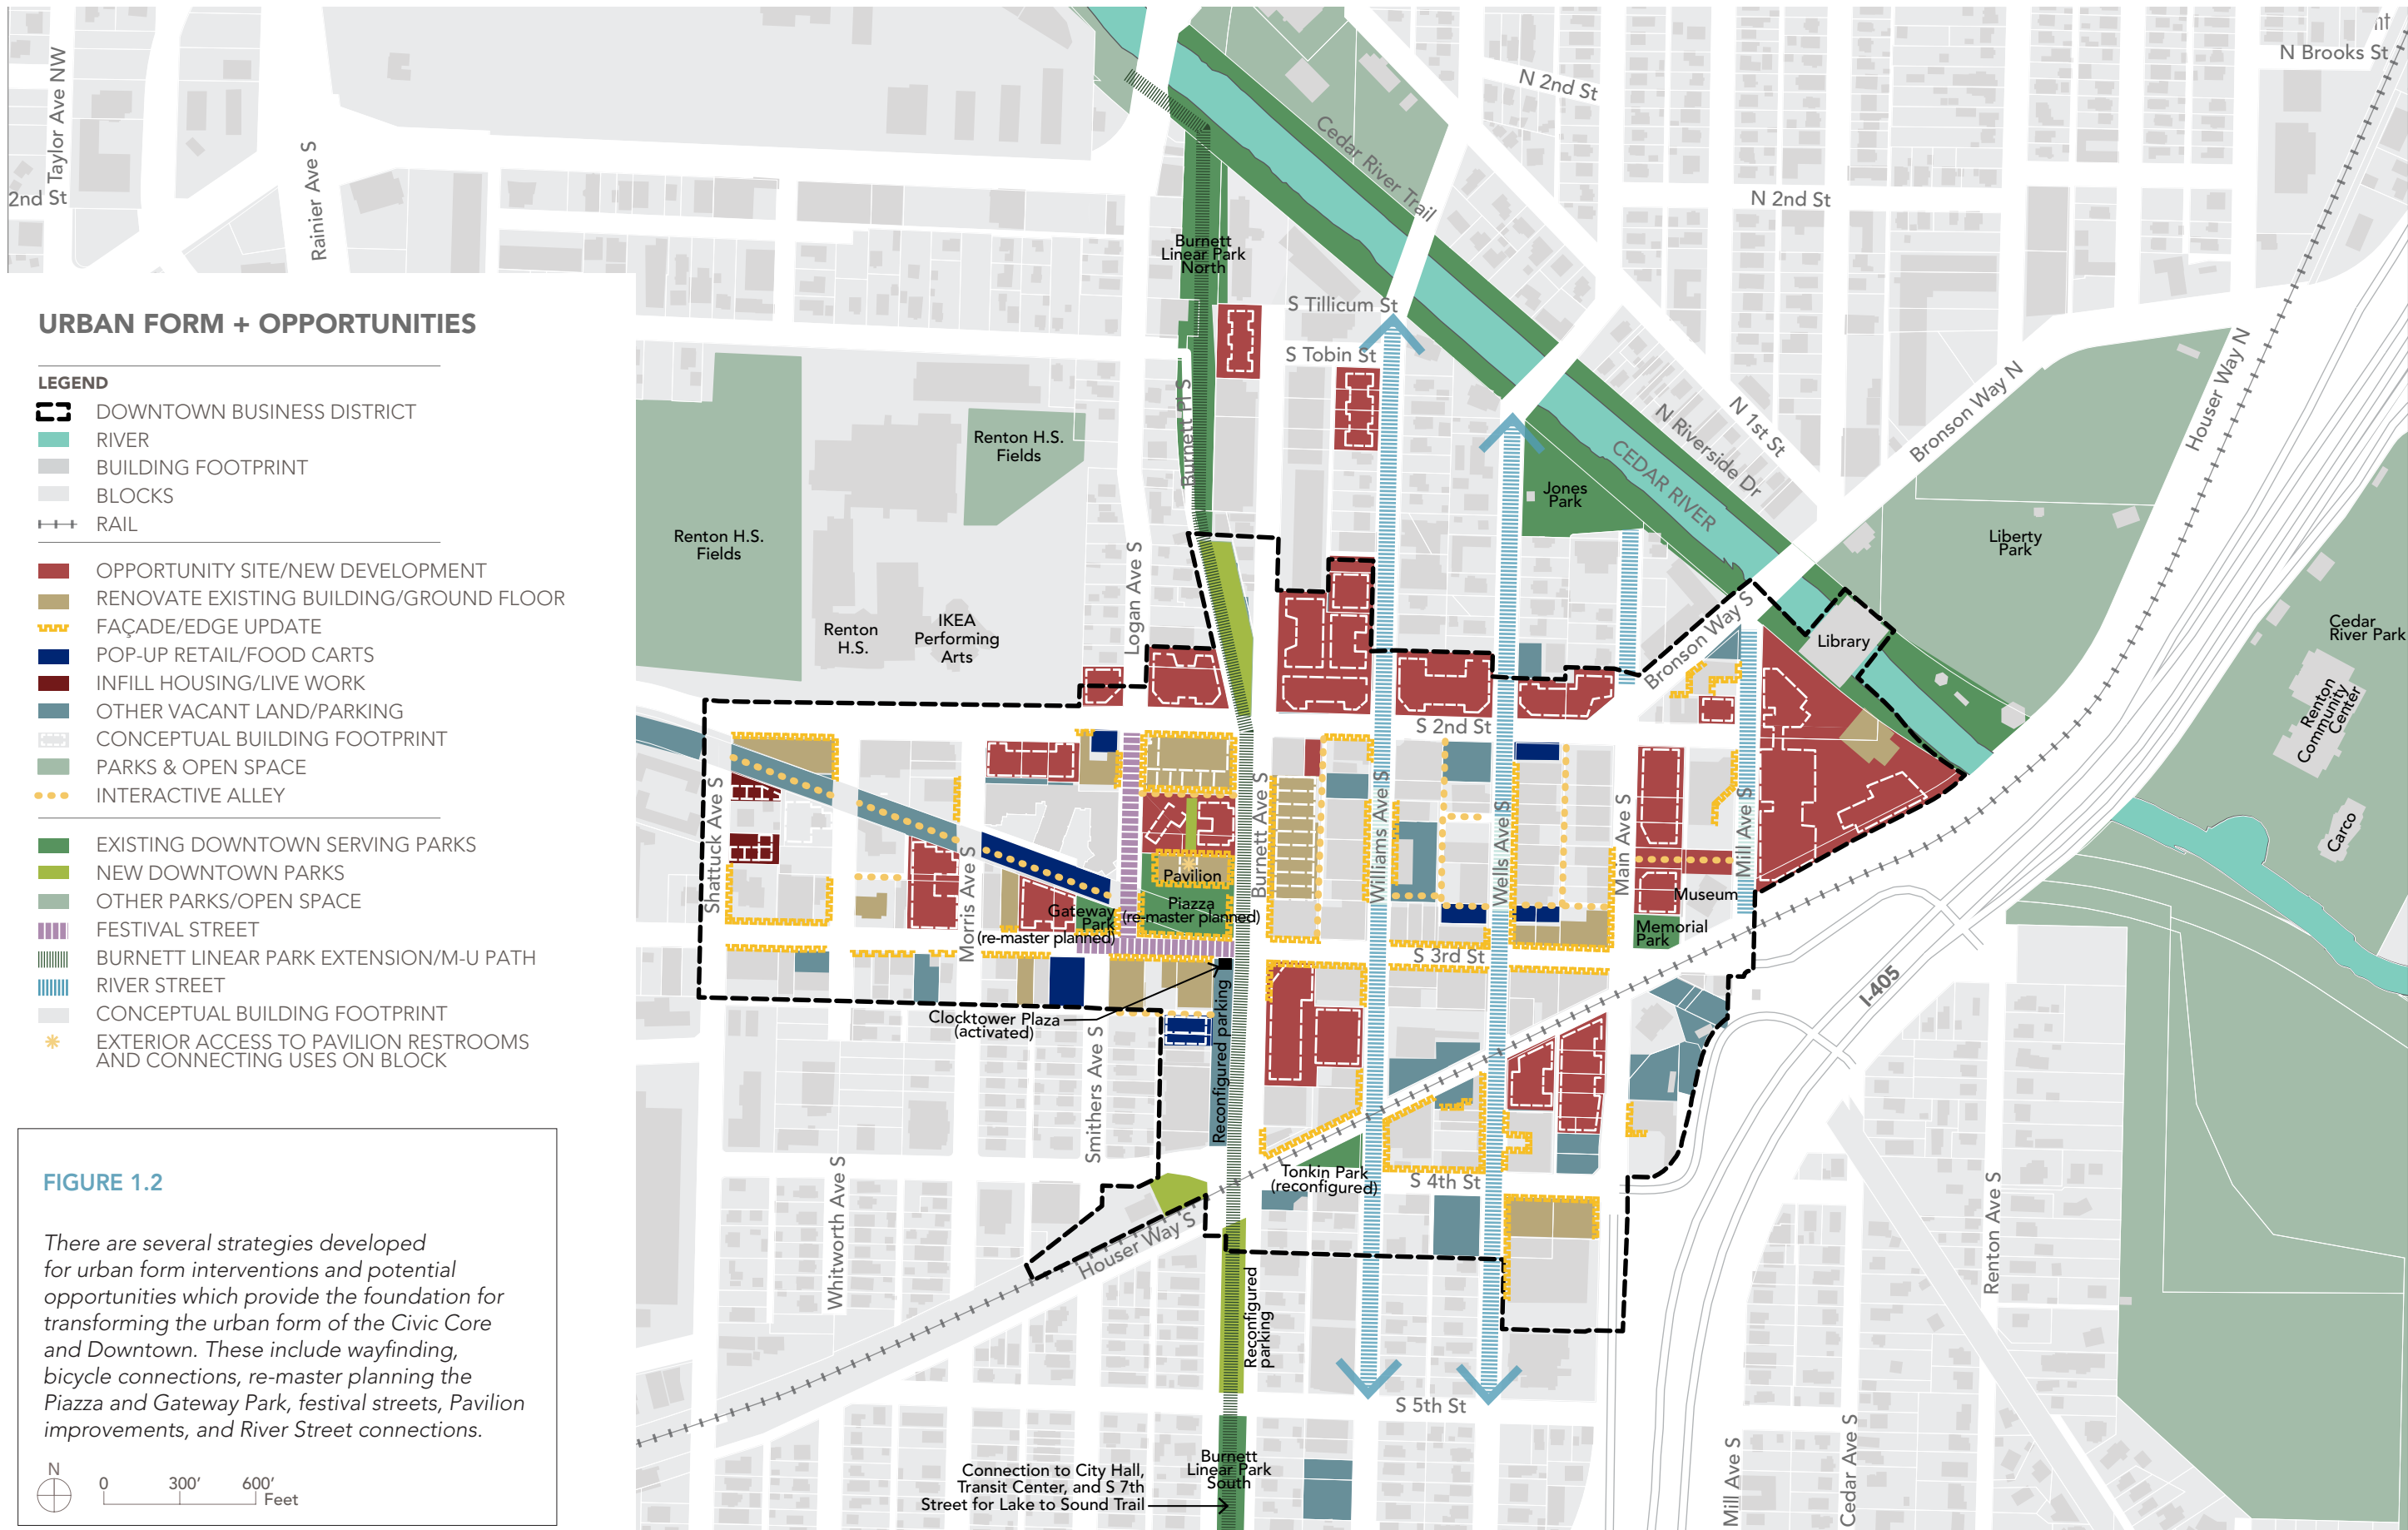 URBAN FORM + OPPORTUNITIES
LEGEND
DOWNTOWN BUSINESS DISTRICT
RIVER
BUILDING FOOTPRINT
BLOCKS
RAIL
OPPORTUNITY SITE/NEW DEVELOPMENT
RENOVATE EXISTING BUILDING/GROUND FLOOR
FAÇADE/EDGE UPDATE
POP-UP RETAIL/FOOD CARTS
INFILL HOUSING/LIVE WORK
OTHER VACANT LAND/PARKING
CONCEPTUAL BUILDING FOOTPRINT
PARKS & OPEN SPACE
INTERACTIVE ALLEY
EXISTING DOWNTOWN SERVING PARKS
NEW DOWNTOWN PARKS
OTHER PARKS/OPEN SPACE
FESTIVAL STREET
BURNETT LINEAR PARK EXTENSION/M-U PATH
RIVER STREET
CONCEPTUAL BUILDING FOOTPRINT
EXTERIOR ACCESS TO PAVILION RESTROOMS
AND CONNECTING USES ON BLOCK
FIGURE 1.2
There are several strategies developed
for urban form interventions and potential
opportunities which provide the foundation for
transforming the urban form of the Civic Core
and Downtown. These include wayfinding,
bicycle connections, re-master planning the
Piazza and Gateway Park, festival streets, Pavilion
improvements, and River Street connections.
N
0 300' 600'
Feet
Taylor Ave NW
2nd St
Rainier Ave S
N 2nd St
N Brooks St
nt
Cedar River Trail
N 2nd St
Burnett
Linear Park
North
S Tillicum St
S Tobin St
Burnett Pl S
N Riverside Dr
N 1st St
Bronson Way N
Houser Way N
CEDAR RIVER
Renton H.S.
Fields
Renton H.S.
Fields
Jones
Park
Liberty
Park
Logan Ave S
Renton
H.S.
IKEA
Performing
Arts
Bronson Way S
Library
Cedar
River Park
Renton
Community
Center
Carco
S 2nd St
Shattuck Ave S
Morris Ave S
Burnett Ave S
Williams Ave S
Wells Ave S
Main Ave S
Mill Ave S
Pavilion
Piazza
(re-master planned)
Gateway
Park
(re-master planned)
Museum
Memorial
Park
S 3rd St
I-405
Clocktower Plaza
(activated)
Reconfigured parking
Smithers Ave S
Tonkin Park
(reconfigured)
S 4th St
Whitworth Ave S
Houser Way S
Reconfigured
parking
Renton Ave S
S 5th St
Burnett
Linear Park
South
Connection to City Hall,
Transit Center, and S 7th
Street for Lake to Sound Trail
Mill Ave S
Cedar Ave S